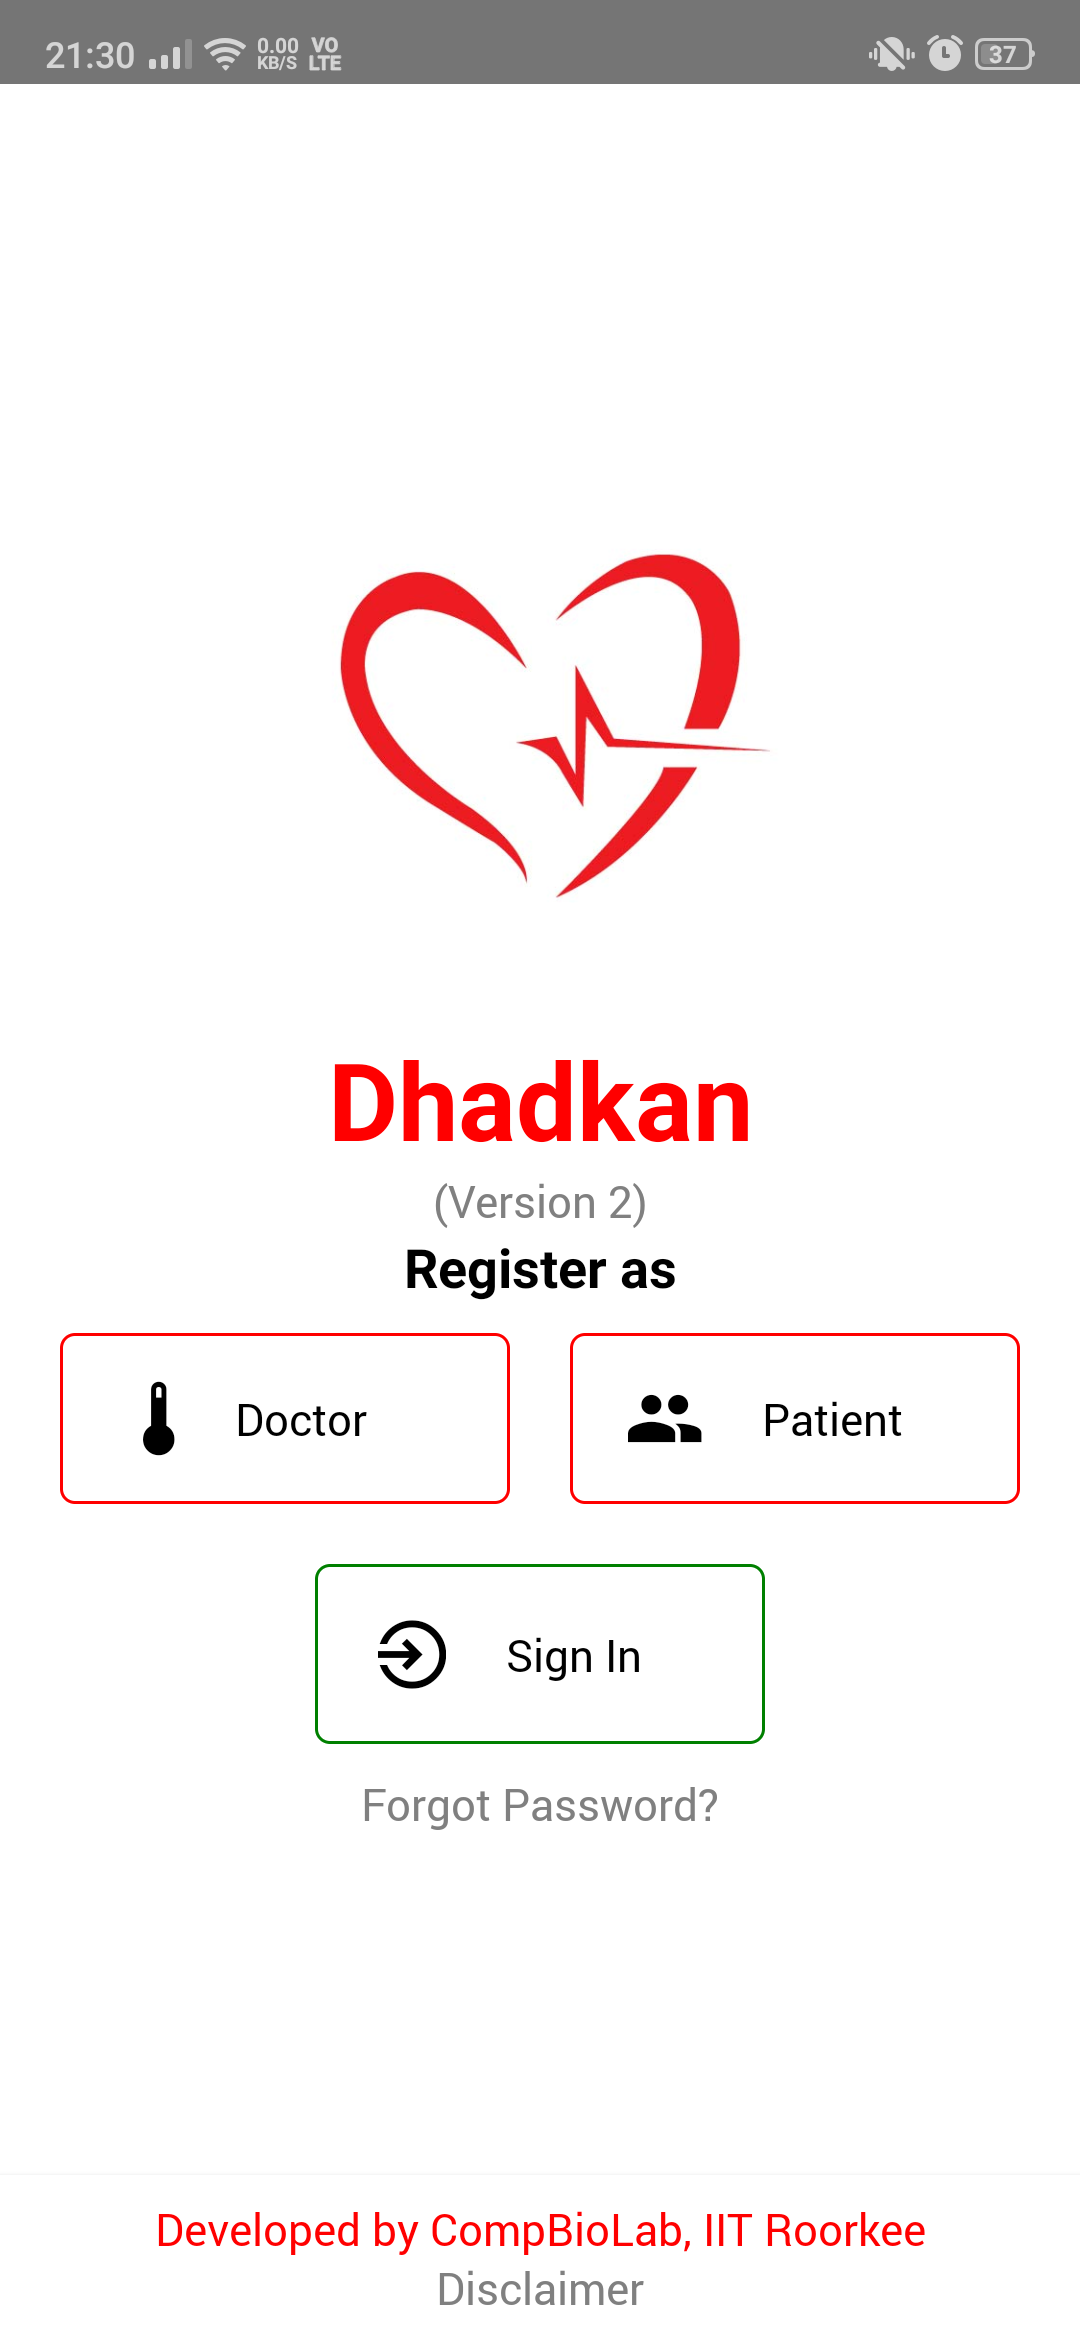 21:30 0.00 KB/S VO LTE 37
Dhadkan
(Version 2)
Register as
Doctor Patient
Sign In
Forgot Password?
Developed by CompBioLab, IIT Roorkee
Disclaimer